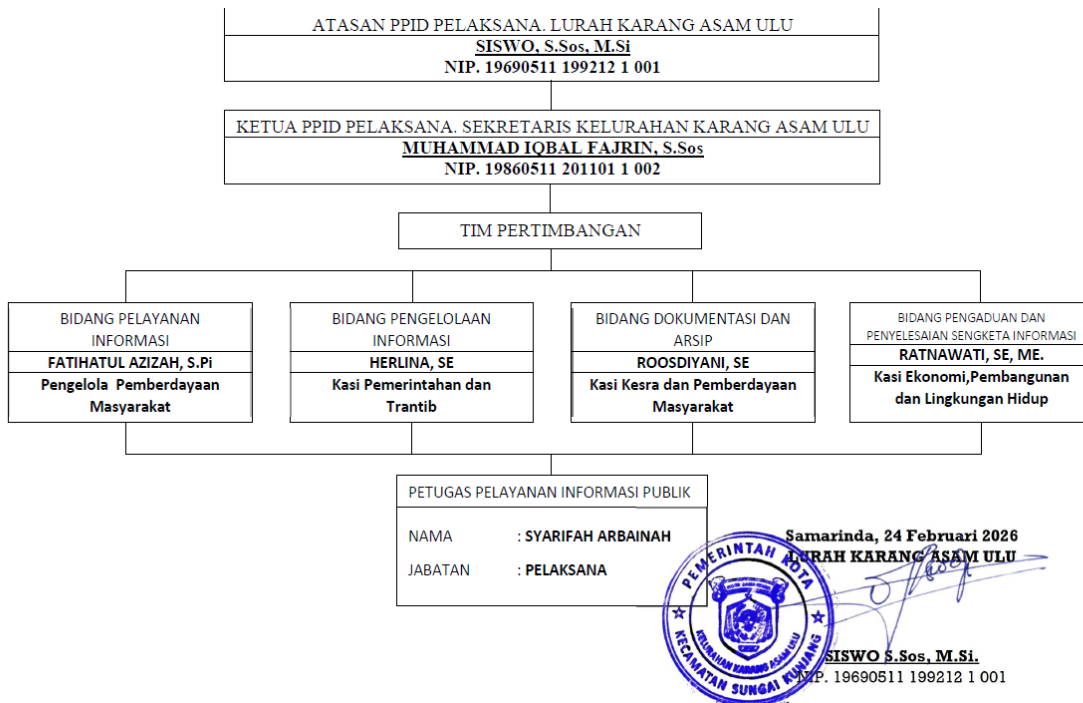 ATASAN PPID PELAKSANA. LURAH KARANG ASAM ULU
SISWO, S.Sos, M.Si
NIP. 19690511 199212 1 001
KETUA PPID PELAKSANA. SEKRETARIS KELURAHAN KARANG ASAM ULU
MUHAMMAD IQBAL FAJRIN, S.Sos
NIP. 19860511 201101 1 002
TIM PERTIMBANGAN
BIDANG PELAYANAN
INFORMASI
FATIHATUL AZIZAH, S.Pi
Pengelola Pemberdayaan
Masyarakat
BIDANG PENGELOLAAN
INFORMASI
HERLINA, SE
Kasi Pemerintahan dan
Trantib
BIDANG DOKUMENTASI DAN
ARSIP
ROOSDIYANI, SE
Kasi Kesra dan Pemberdayaan
Masyarakat
BIDANG PENGADUAN DAN
PENYELESAIAN SENGKETA INFORMASI
RATNAWATI, SE, ME.
Kasi Ekonomi,Pembangunan
dan Lingkungan Hidup
PETUGAS PELAYANAN INFORMASI PUBLIK
NAMA : SYARIFAH ARBAINAH
JABATAN : PELAKSANA
Samarinda, 24 Februari 2026
LURAH KARANG ASAM ULU
PEMERINTAH KOTA
KELURAHAN KARANG ASAM ULU
KECAMATAN SUNGAI KUNJANG
SISWO S.Sos, M.Si.
NIP. 19690511 199212 1 001